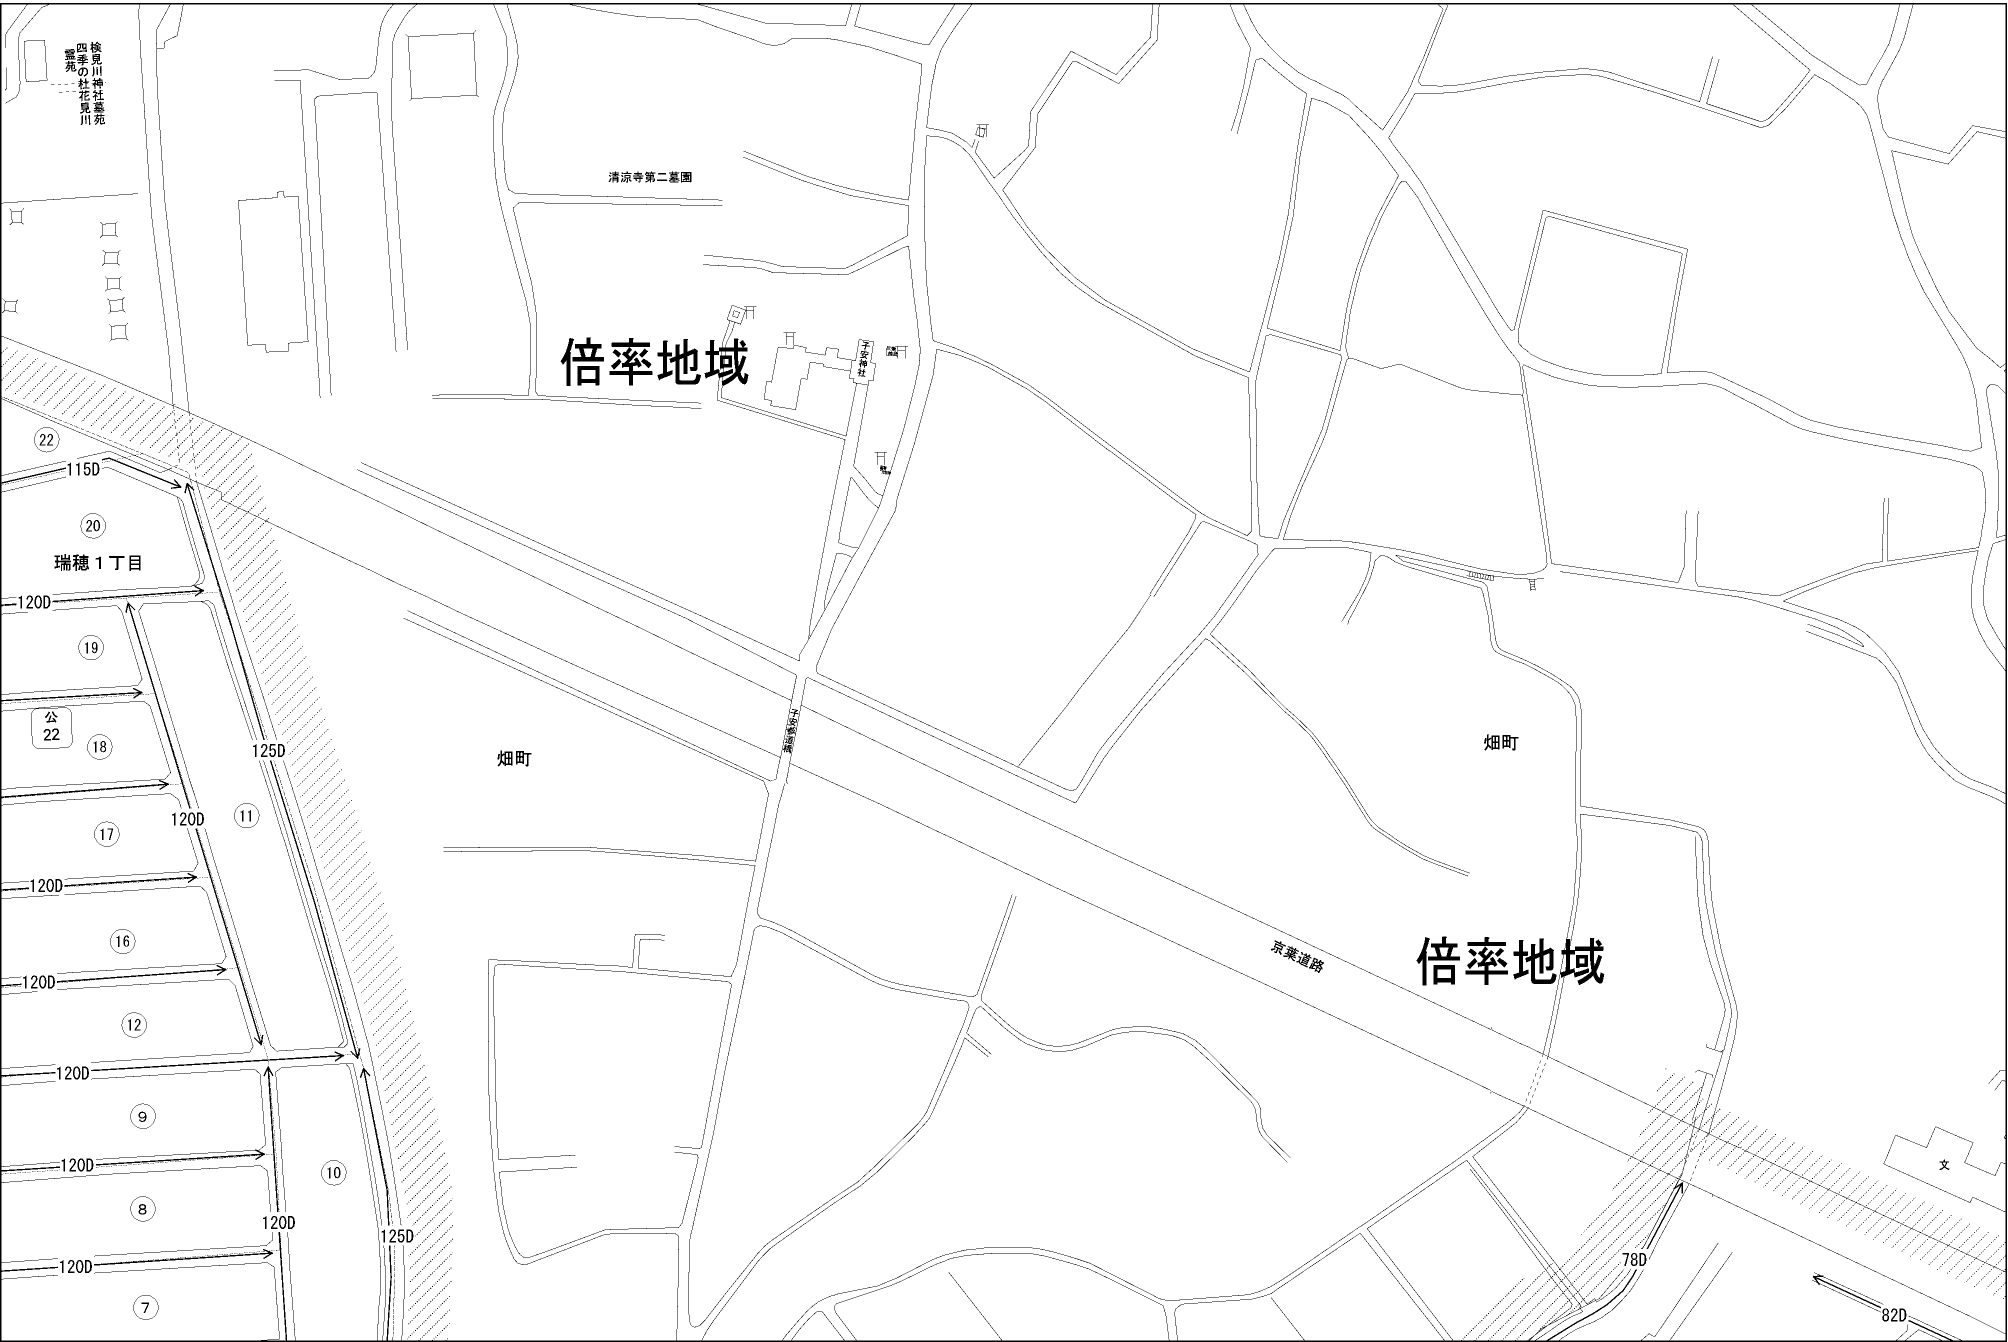 検見川神社墓苑
四季の杜花見川
霊苑
清涼寺第二墓園
倍率地域
子安神社
22
115D
20
瑞穂1丁目
120D
19
公
22
18
125D
子安参道橋
畑町
畑町
11
120D
17
120D
16
京葉道路
倍率地域
120D
12
120D
9
120D
文
10
8
120D
125D
78D
120D
7
82D